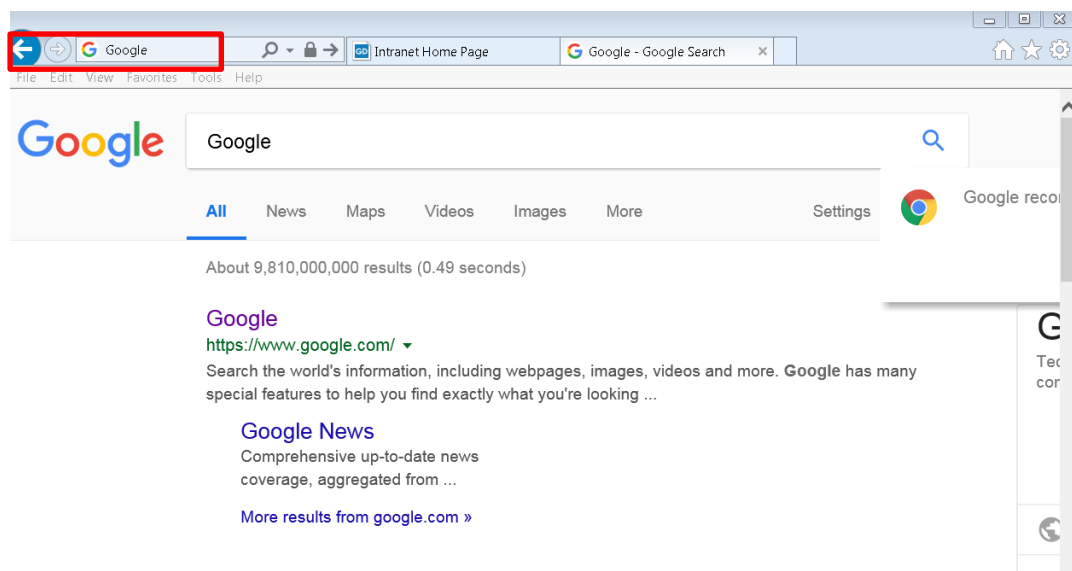 Google
GD Intranet Home Page
Google - Google Search
File Edit View Favorites Tools Help
Google
Google
All News Maps Videos Images More Settings
Google recor
About 9,810,000,000 results (0.49 seconds)
Google
https://www.google.com/
Search the world's information, including webpages, images, videos and more. Google has many
special features to help you find exactly what you're looking ...
Google News
Comprehensive up-to-date news
coverage, aggregated from ...
More results from google.com »
G
Tec
cor